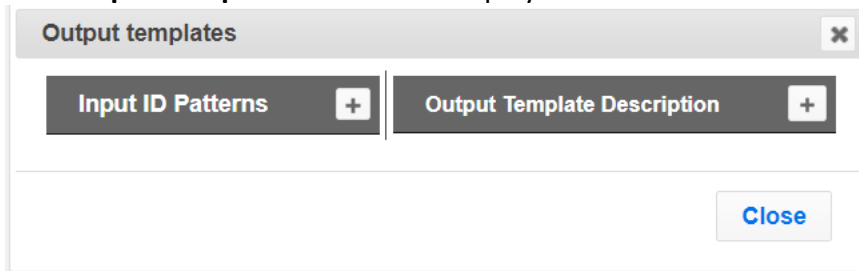 Output templates
Input ID Patterns + Output Template Description +
Close